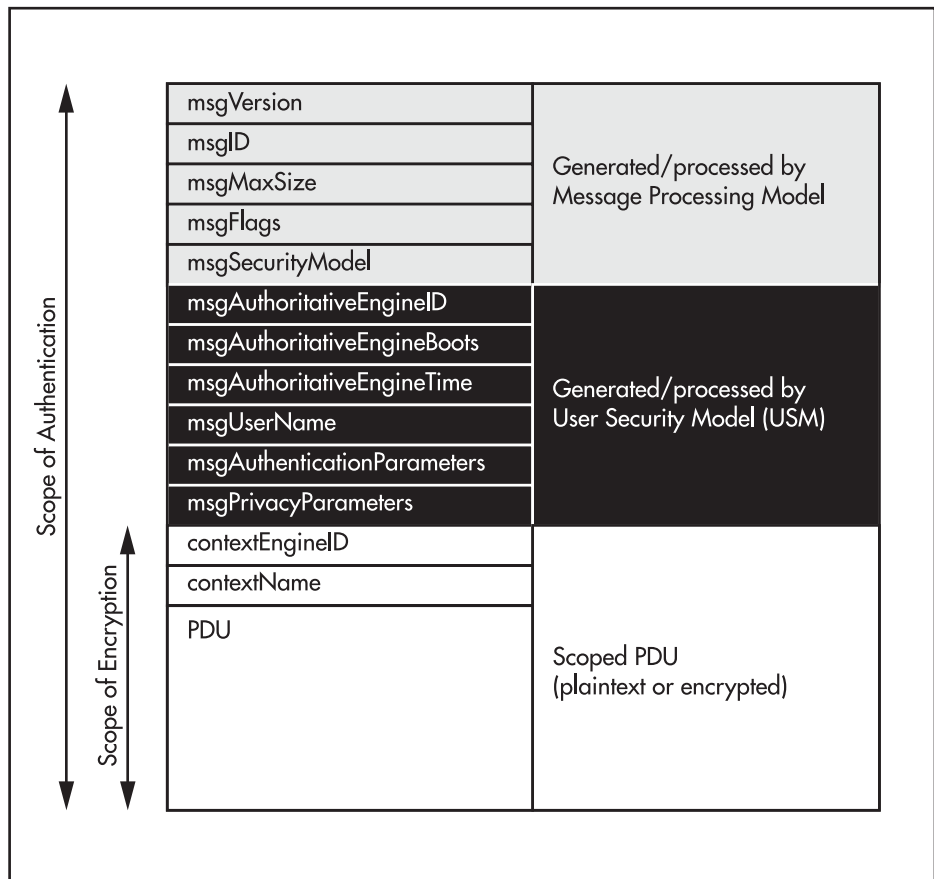 msgVersion
msgID
msgMaxSize
msgFlags
msgSecurityModel
Generated/processed by
Message Processing Model
msgAuthoritativeEngineID
msgAuthoritativeEngineBoots
msgAuthoritativeEngineTime
msgUserName
msgAuthenticationParameters
msgPrivacyParameters
Generated/processed by
User Security Model (USM)
contextEngineID
contextName
PDU
Scoped PDU
(plaintext or encrypted)
Scope of Authentication
Scope of Encryption